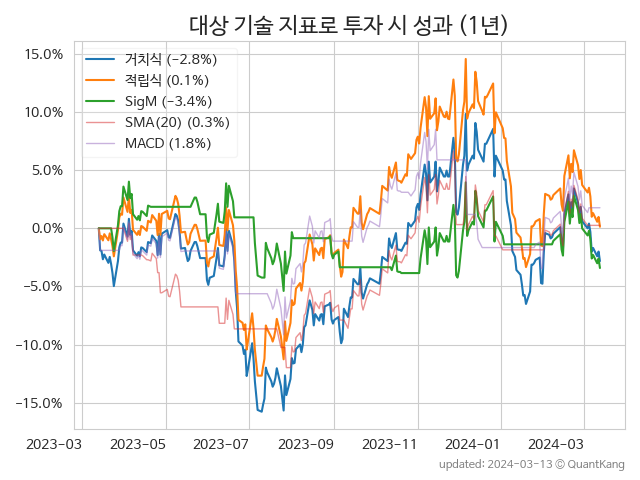 대상 기술 지표로 투자 시 성과 (1년)
15.0%
10.0%
5.0%
0.0%
−5.0%
−10.0%
−15.0%
거치식 (−2.8%)
적립식 (0.1%)
SigM (−3.4%)
SMA(20) (0.3%)
MACD (1.8%)
2023-03
2023-05
2023-07
2023-09
2023-11
2024-01
2024-03
updated: 2024-03-13 ⓒ QuantKang